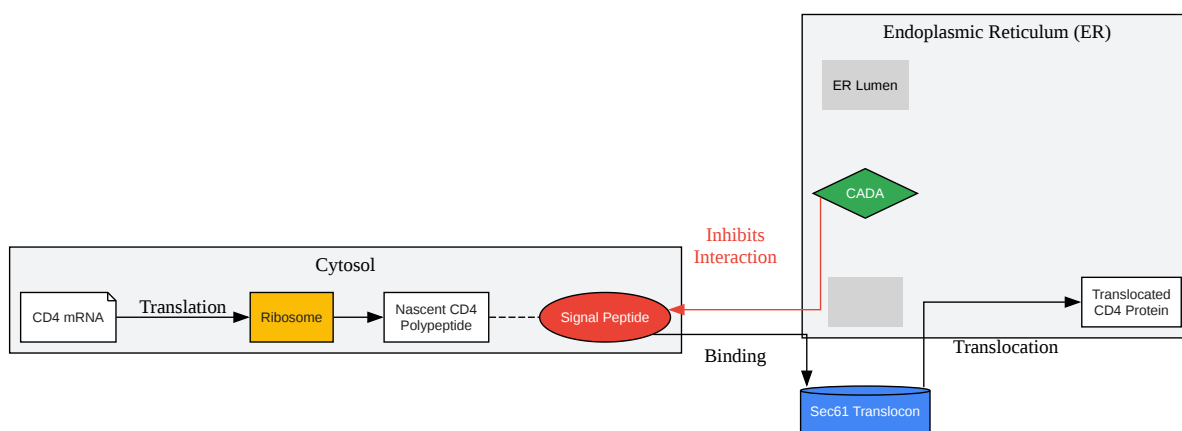 Endoplasmic Reticulum (ER)
ER Lumen
CADA
Inhibits
Interaction
Cytosol
CD4 mRNA
Translation
Ribosome
Nascent CD4
Polypeptide
Signal Peptide
Translocated
CD4 Protein
Binding
Translocation
Sec61 Translocon